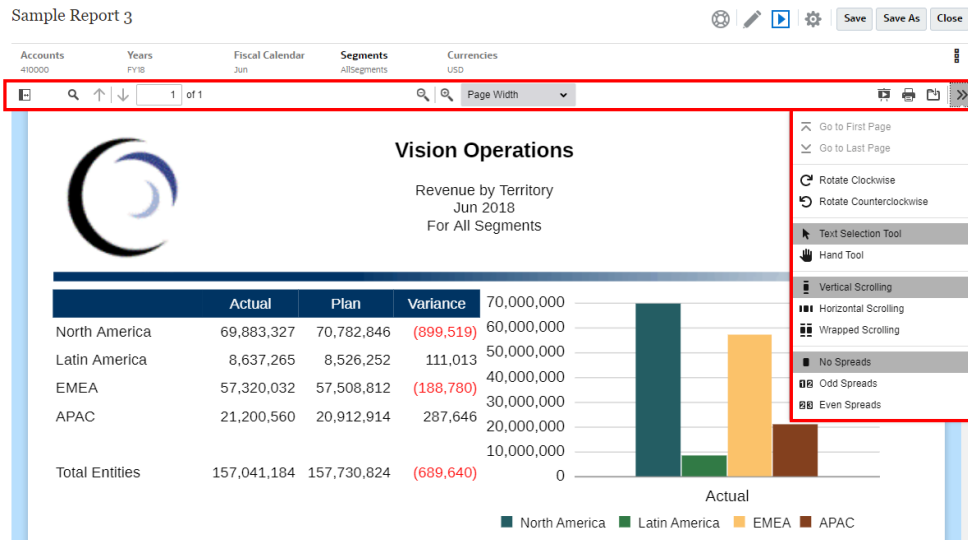 Sample Report 3
Save Save As Close
Accounts Years Fiscal Calendar Segments Currencies
410000 FY18 Jun AllSegments USD
1 of 1 Page Width
Go to First Page
Go to Last Page
Rotate Clockwise
Rotate Counterclockwise
Text Selection Tool
Hand Tool
Vertical Scrolling
Horizontal Scrolling
Wrapped Scrolling
No Spreads
Odd Spreads
Even Spreads
Vision Operations
Revenue by Territory
Jun 2018
For All Segments
Actual Plan Variance
North America 69,883,327 70,782,846 (899,519)
Latin America 8,637,265 8,526,252 111,013
EMEA 57,320,032 57,508,812 (188,780)
APAC 21,200,560 20,912,914 287,646
Total Entities 157,041,184 157,730,824 (689,640)
70,000,000
60,000,000
50,000,000
40,000,000
30,000,000
20,000,000
10,000,000
0
Actual
North America Latin America EMEA APAC